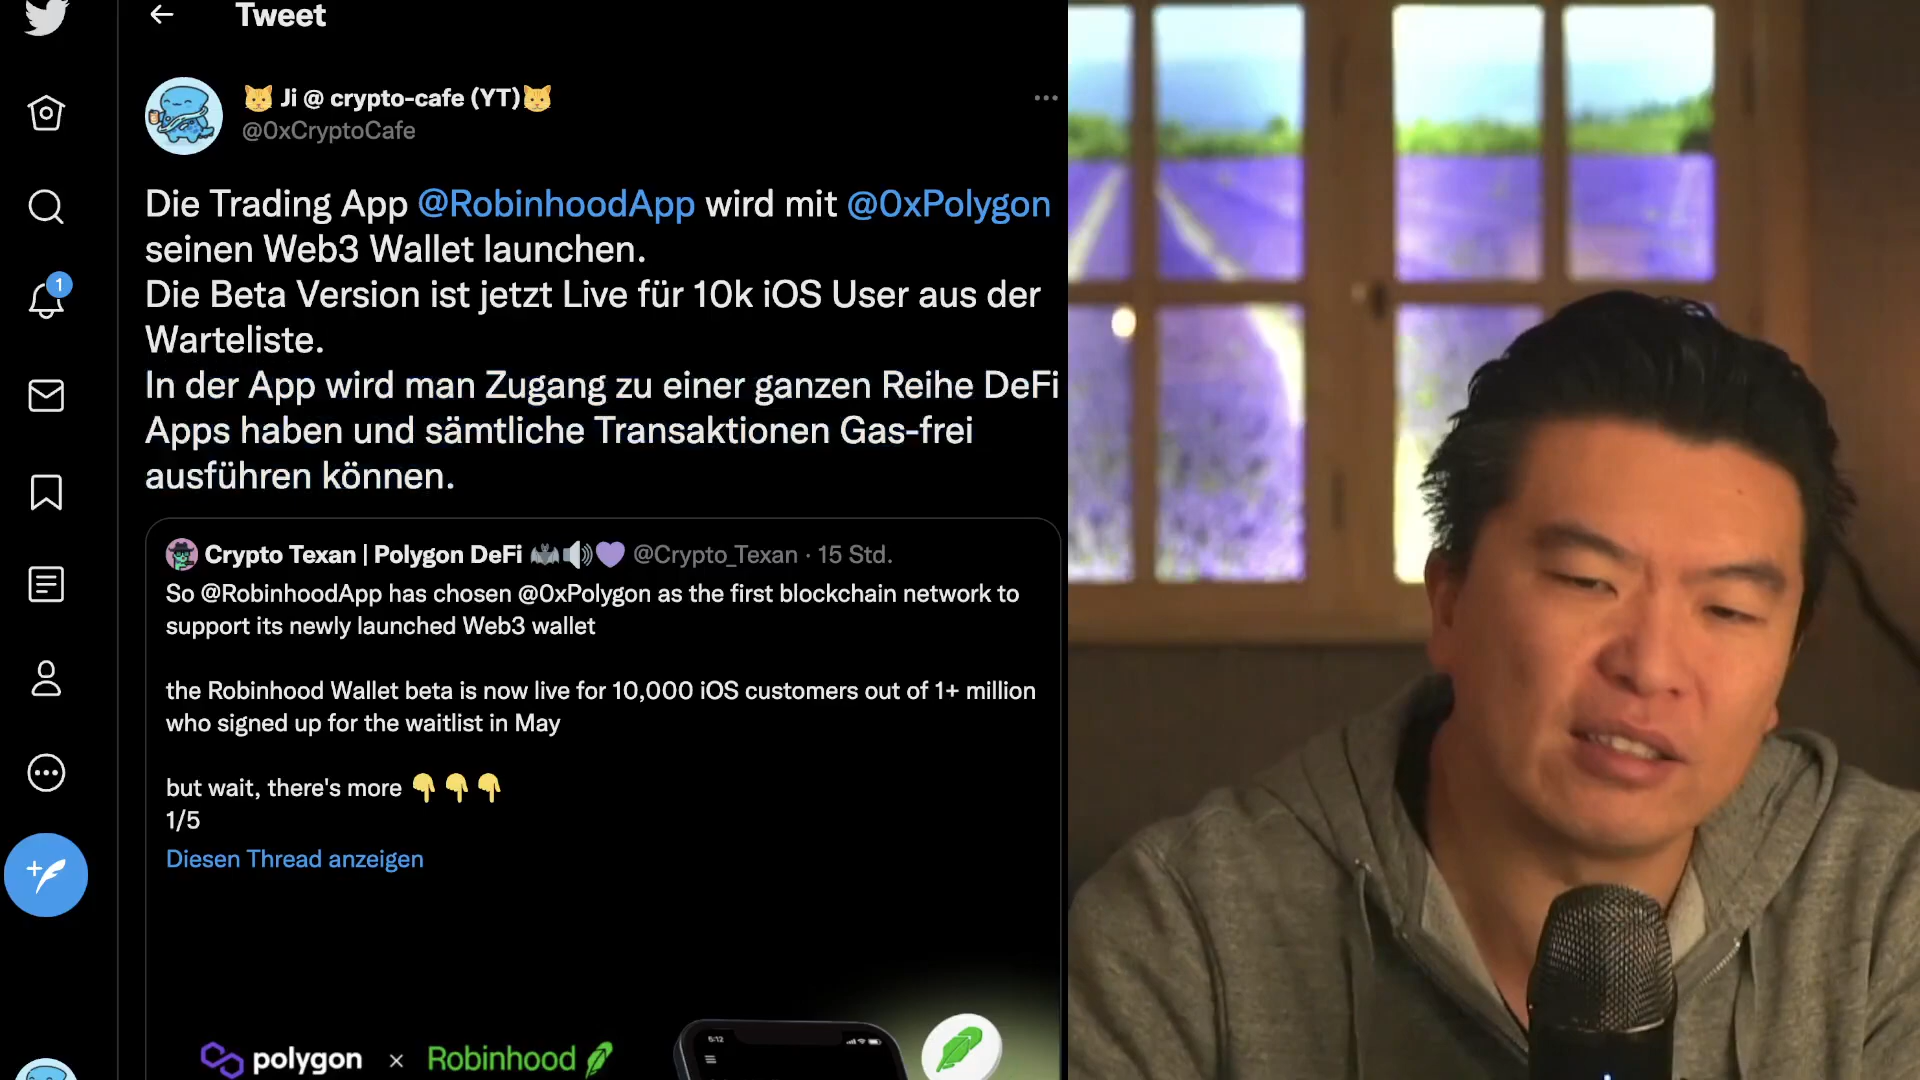 Tweet
🐱 Ji @ crypto-cafe (YT)🐱
@0xCryptoCafe
Die Trading App @RobinhoodApp wird mit @0xPolygon
seinen Web3 Wallet launchen.
Die Beta Version ist jetzt Live für 10k iOS User aus der
Warteliste.
In der App wird man Zugang zu einer ganzen Reihe DeFi
Apps haben und sämtliche Transaktionen Gas-frei
ausführen können.
1
Crypto Texan | Polygon DeFi 🦇🔊💜 @Crypto_Texan · 15 Std.
So @RobinhoodApp has chosen @0xPolygon as the first blockchain network to
support its newly launched Web3 wallet
the Robinhood Wallet beta is now live for 10,000 iOS customers out of 1+ million
who signed up for the waitlist in May
but wait, there's more 👇👇👇
1/5
Diesen Thread anzeigen
polygon × Robinhood
5:12